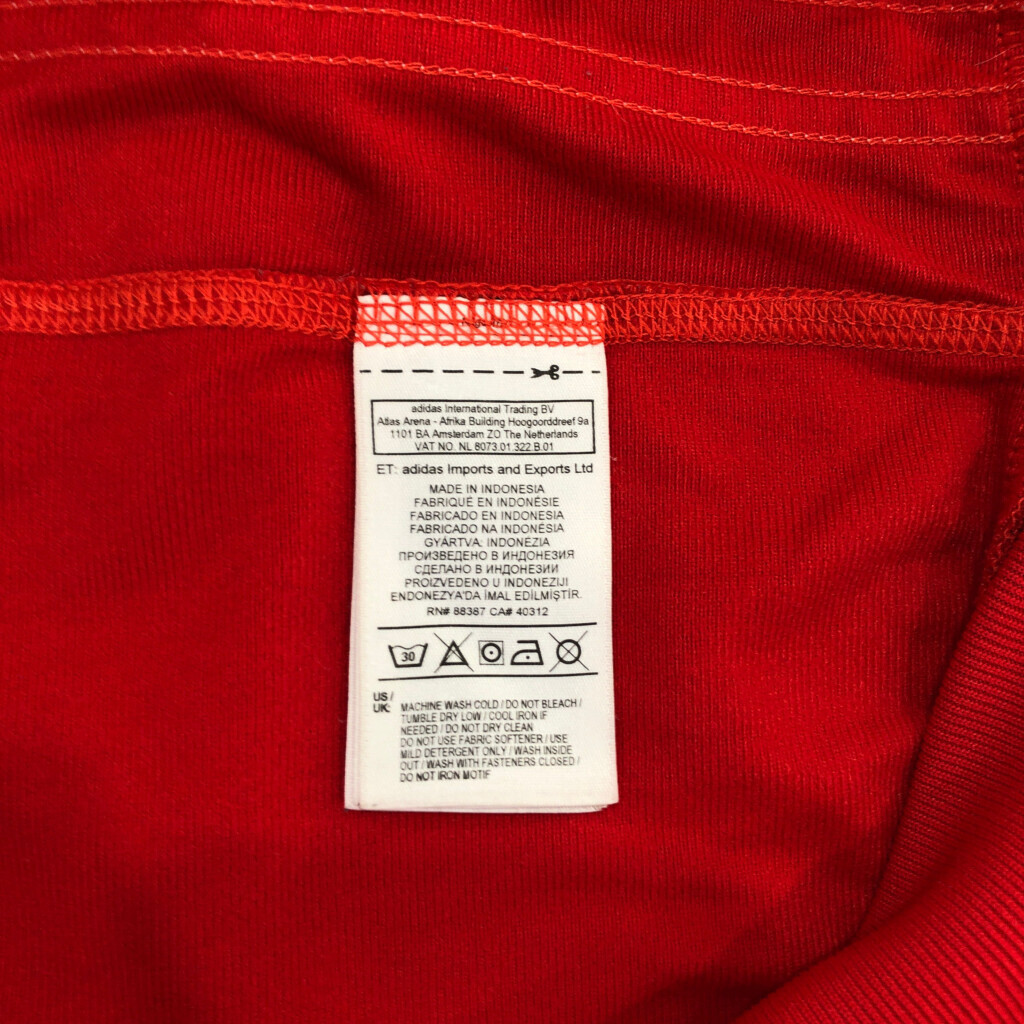 adidas International Trading BV
Atlas Arena - Afrika Building Hoogoorddreef 9a
1101 BA Amsterdam ZO The Netherlands
VAT NO. NL 8073.01.322.B.01
ET: adidas Imports and Exports Ltd
MADE IN INDONESIA
FABRIQUÉ EN INDONÉSIE
FABRICADO EN INDONESIA
FABRICADO NA INDONÉSIA
GYÁRTVA: INDONÉZIA
ПРОИЗВЕДЕНО В ИНДОНЕЗИЯ
СДЕЛАНО В ИНДОНЕЗИИ
PROIZVEDENO U INDONEZIJI
ENDONEZYA'DA İMAL EDİLMİŞTİR.
RN# 88387 CA# 40312
30
US /
UK: MACHINE WASH COLD / DO NOT BLEACH /
TUMBLE DRY LOW / COOL IRON IF
NEEDED / DO NOT DRY CLEAN
DO NOT USE FABRIC SOFTENER / USE
MILD DETERGENT ONLY / WASH INSIDE
OUT / WASH WITH FASTENERS CLOSED /
DO NOT IRON MOTIF